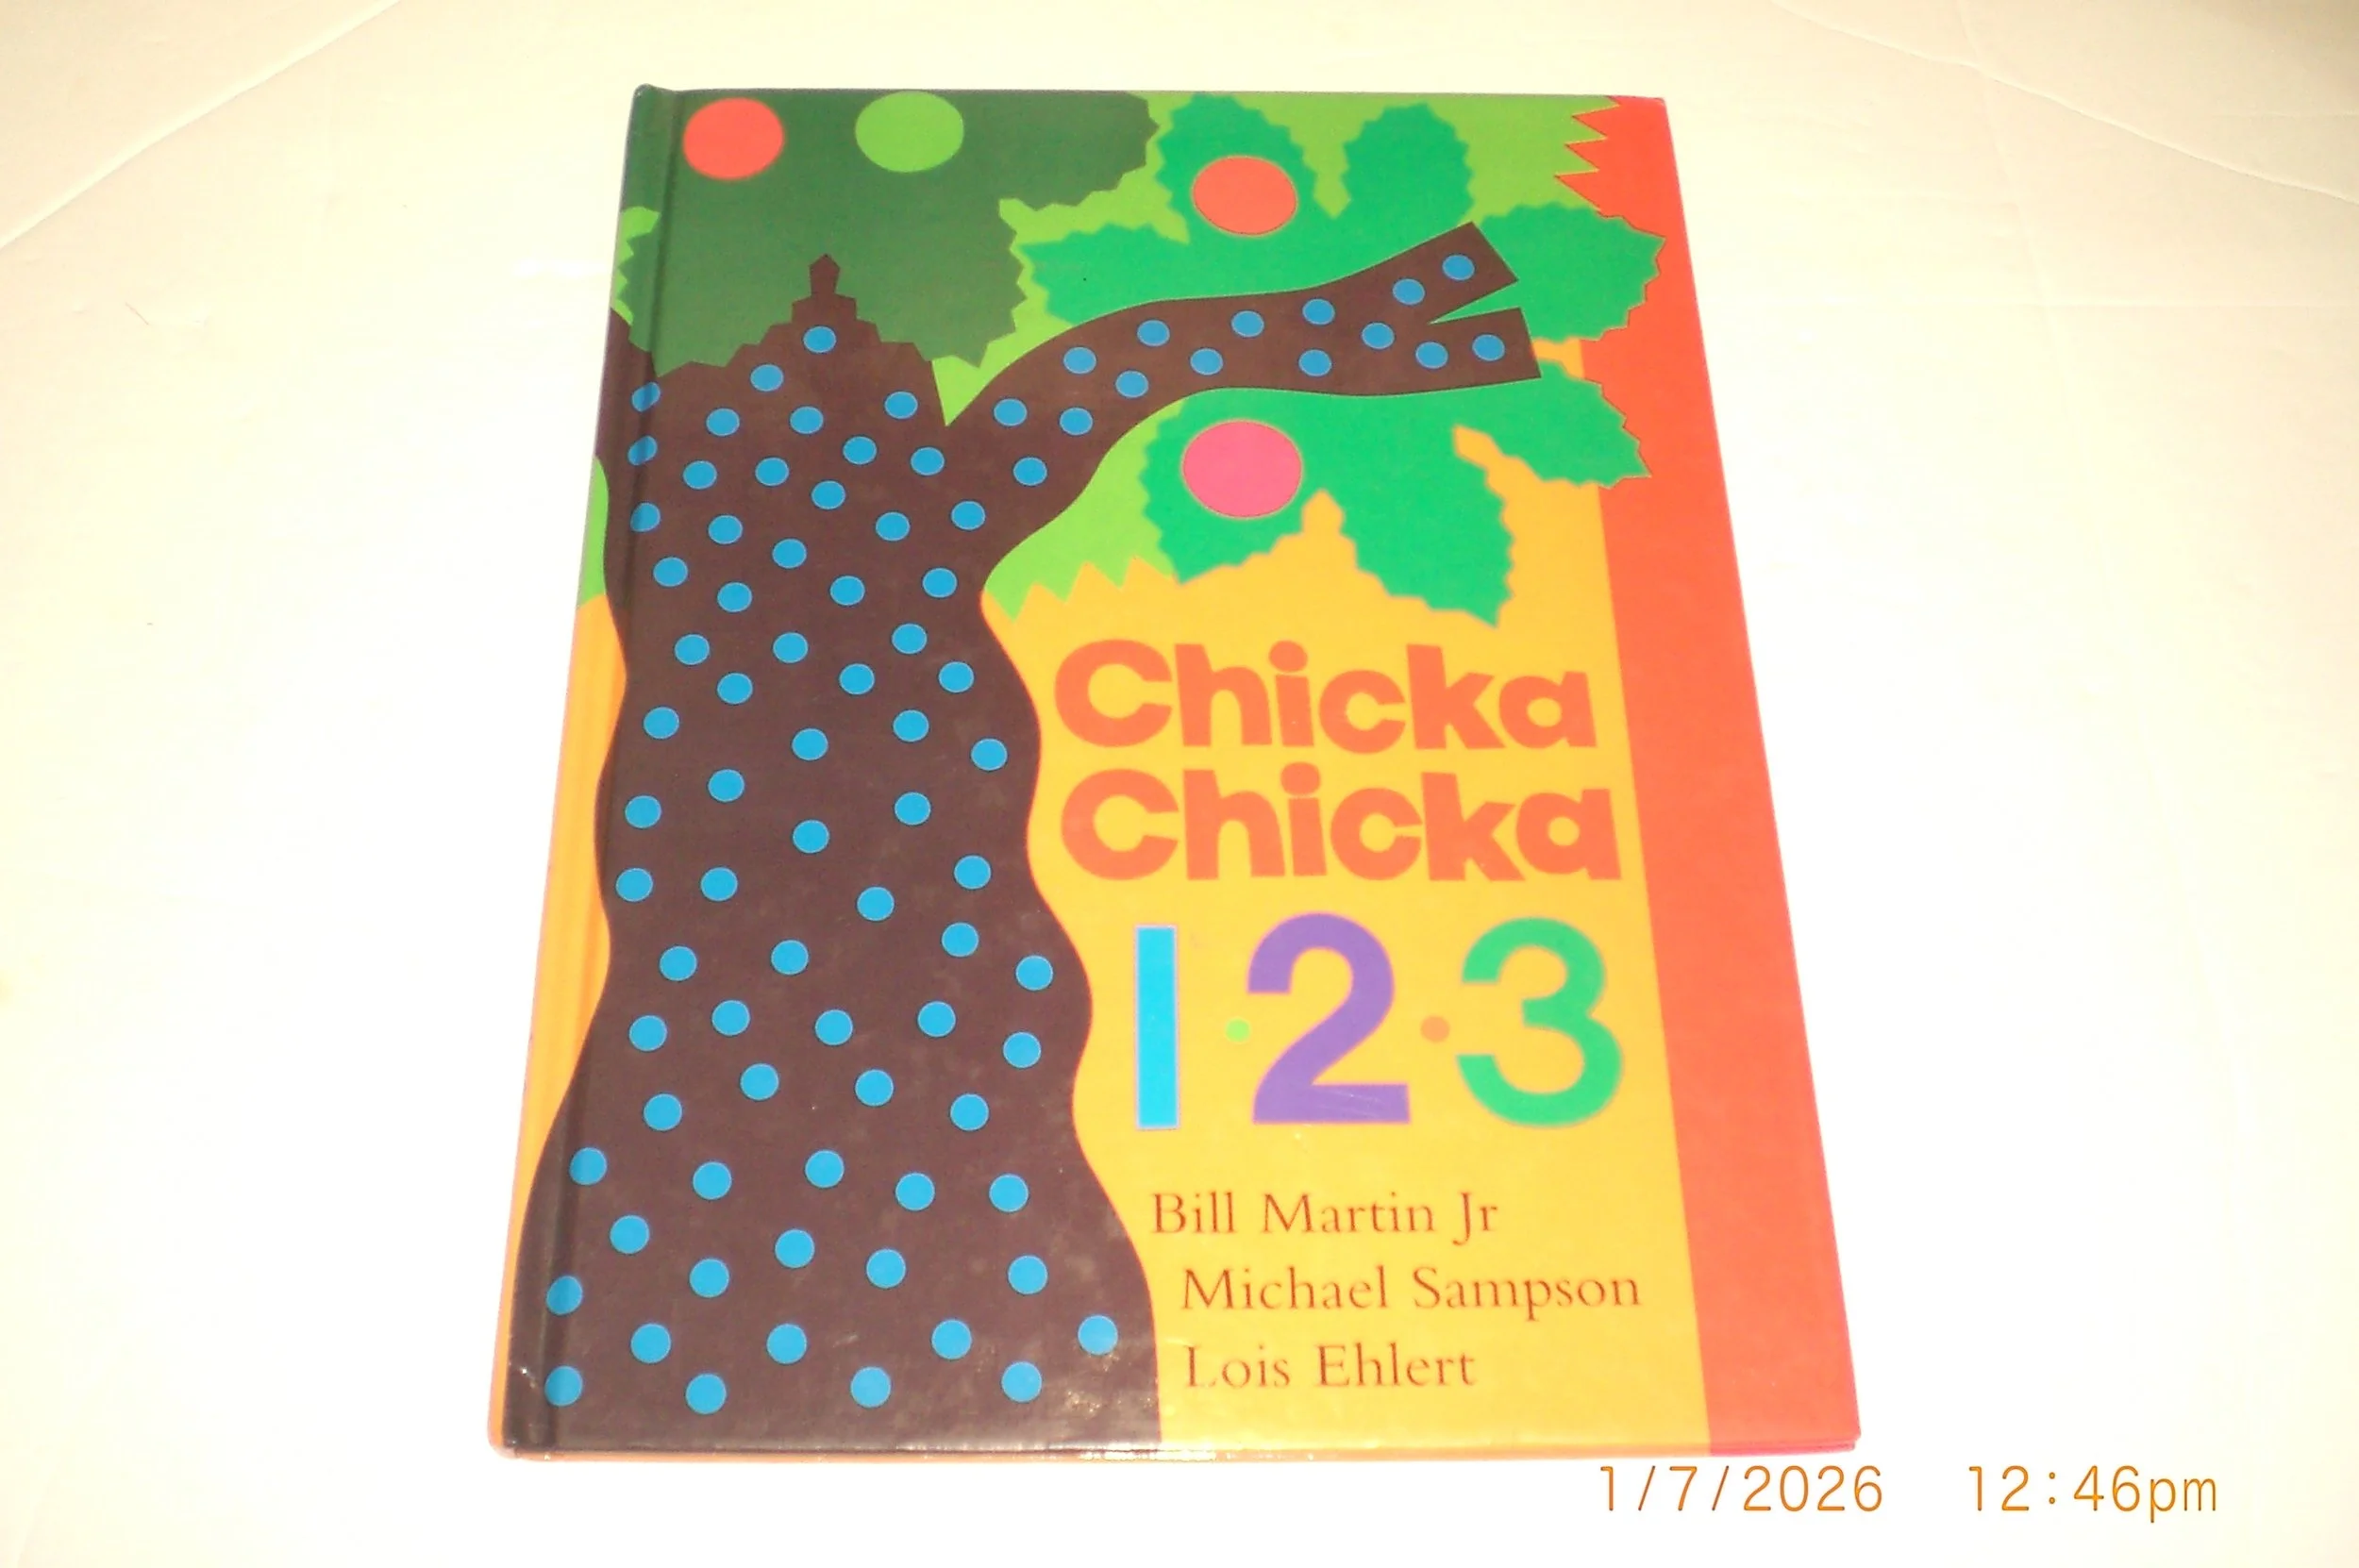 Chicka
Chicka
1·2·3
Bill Martin Jr
Michael Sampson
Lois Ehlert
1/7/2026 12:46pm